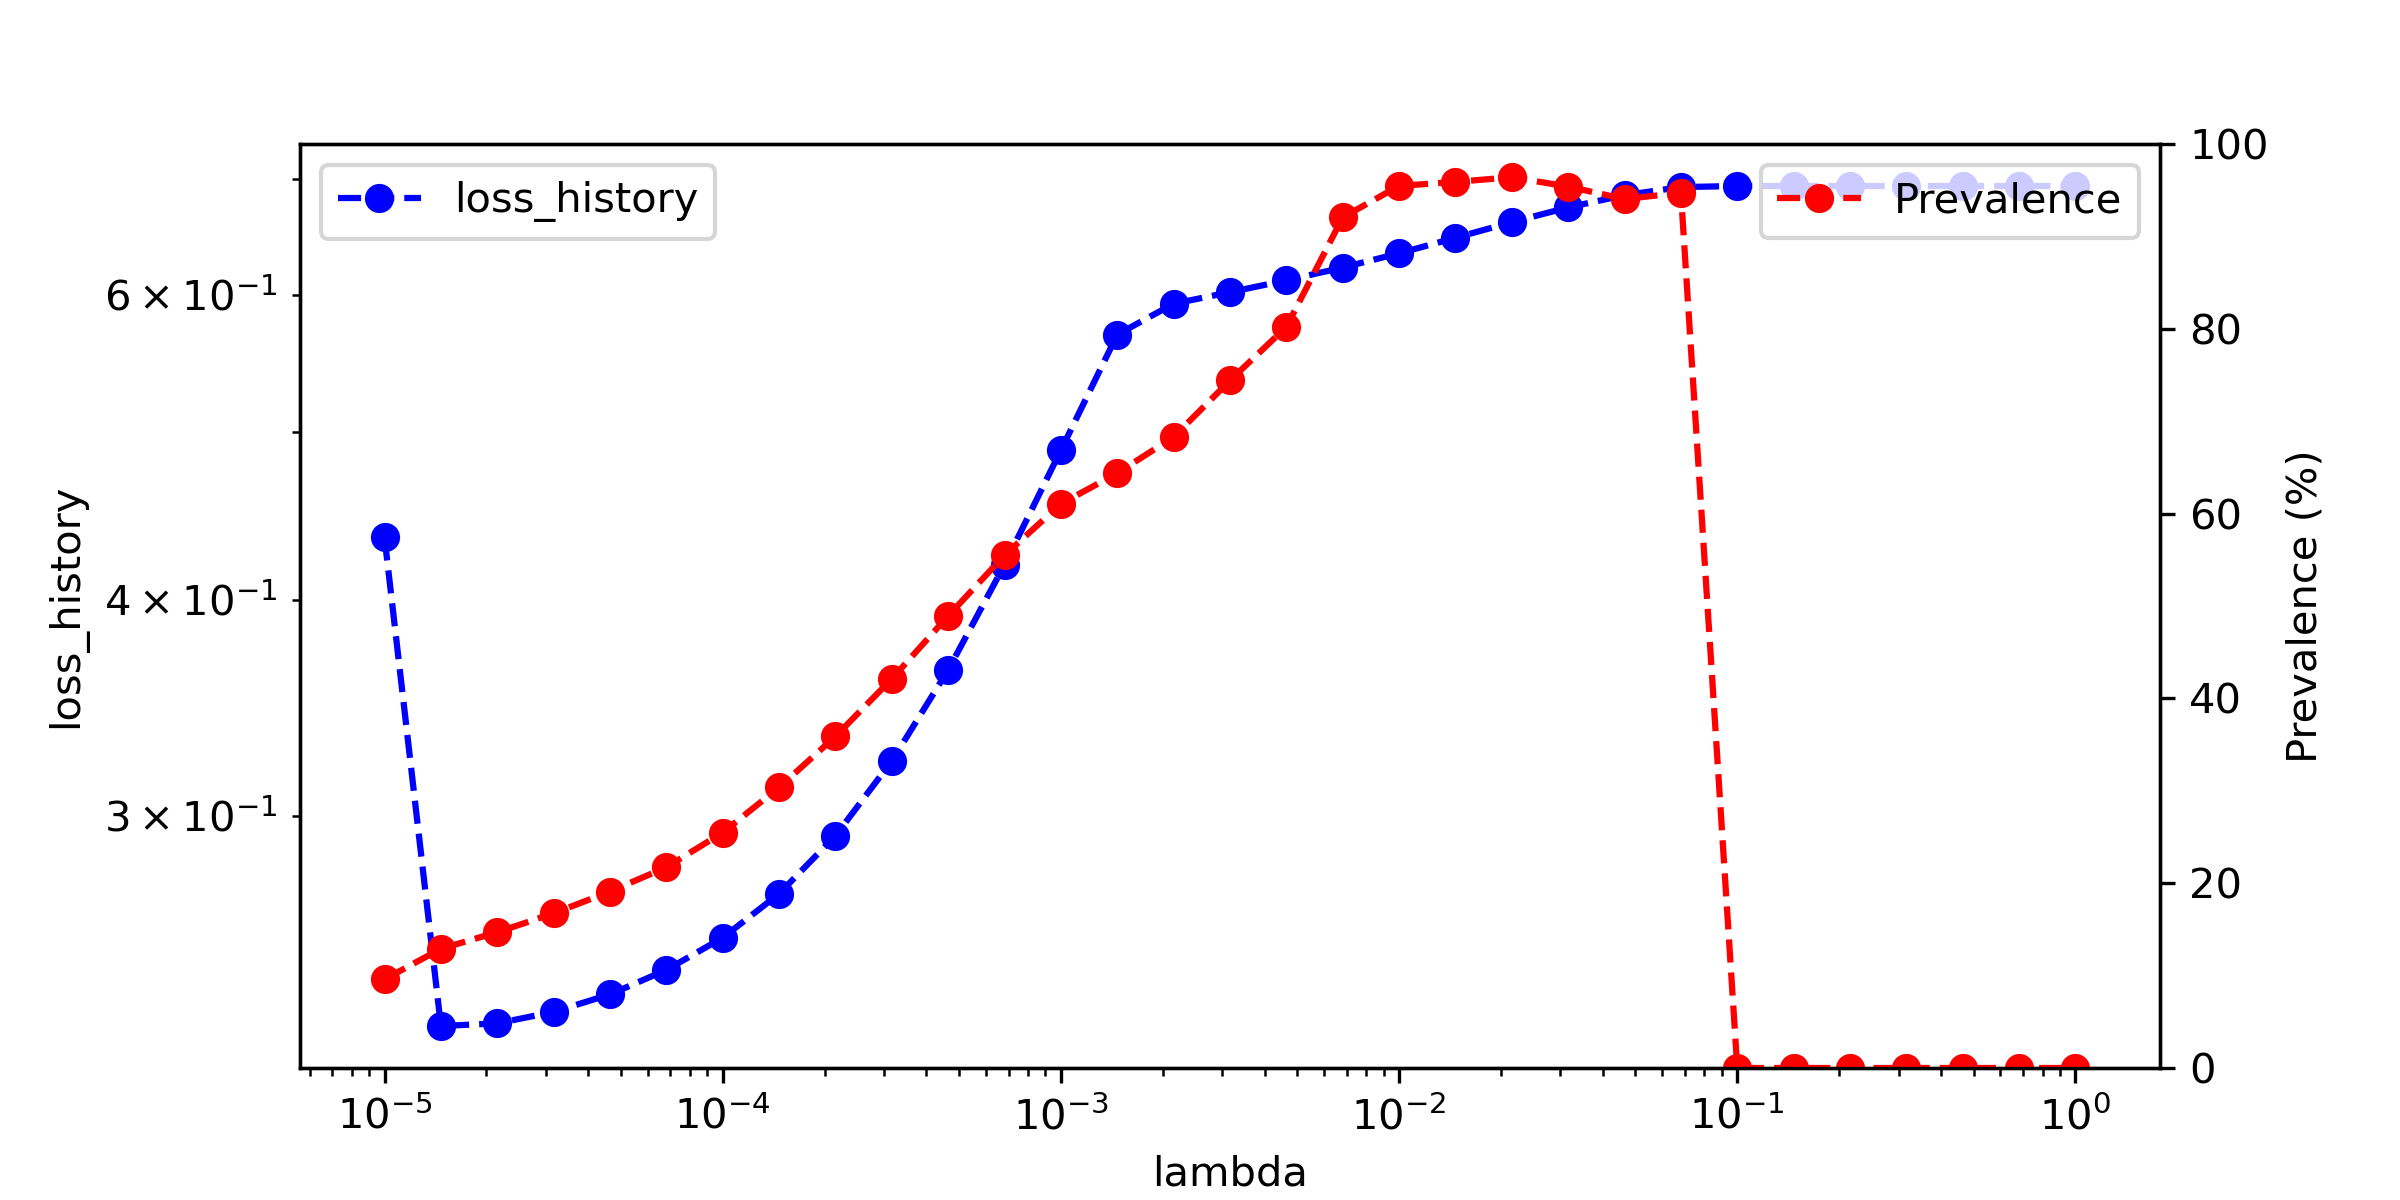 loss_history
Prevalence
100
80
60
40
20
0
6 × 10⁻¹
4 × 10⁻¹
3 × 10⁻¹
loss_history
Prevalence (%)
10⁻⁵ 10⁻⁴ 10⁻³ 10⁻² 10⁻¹ 10⁰
lambda